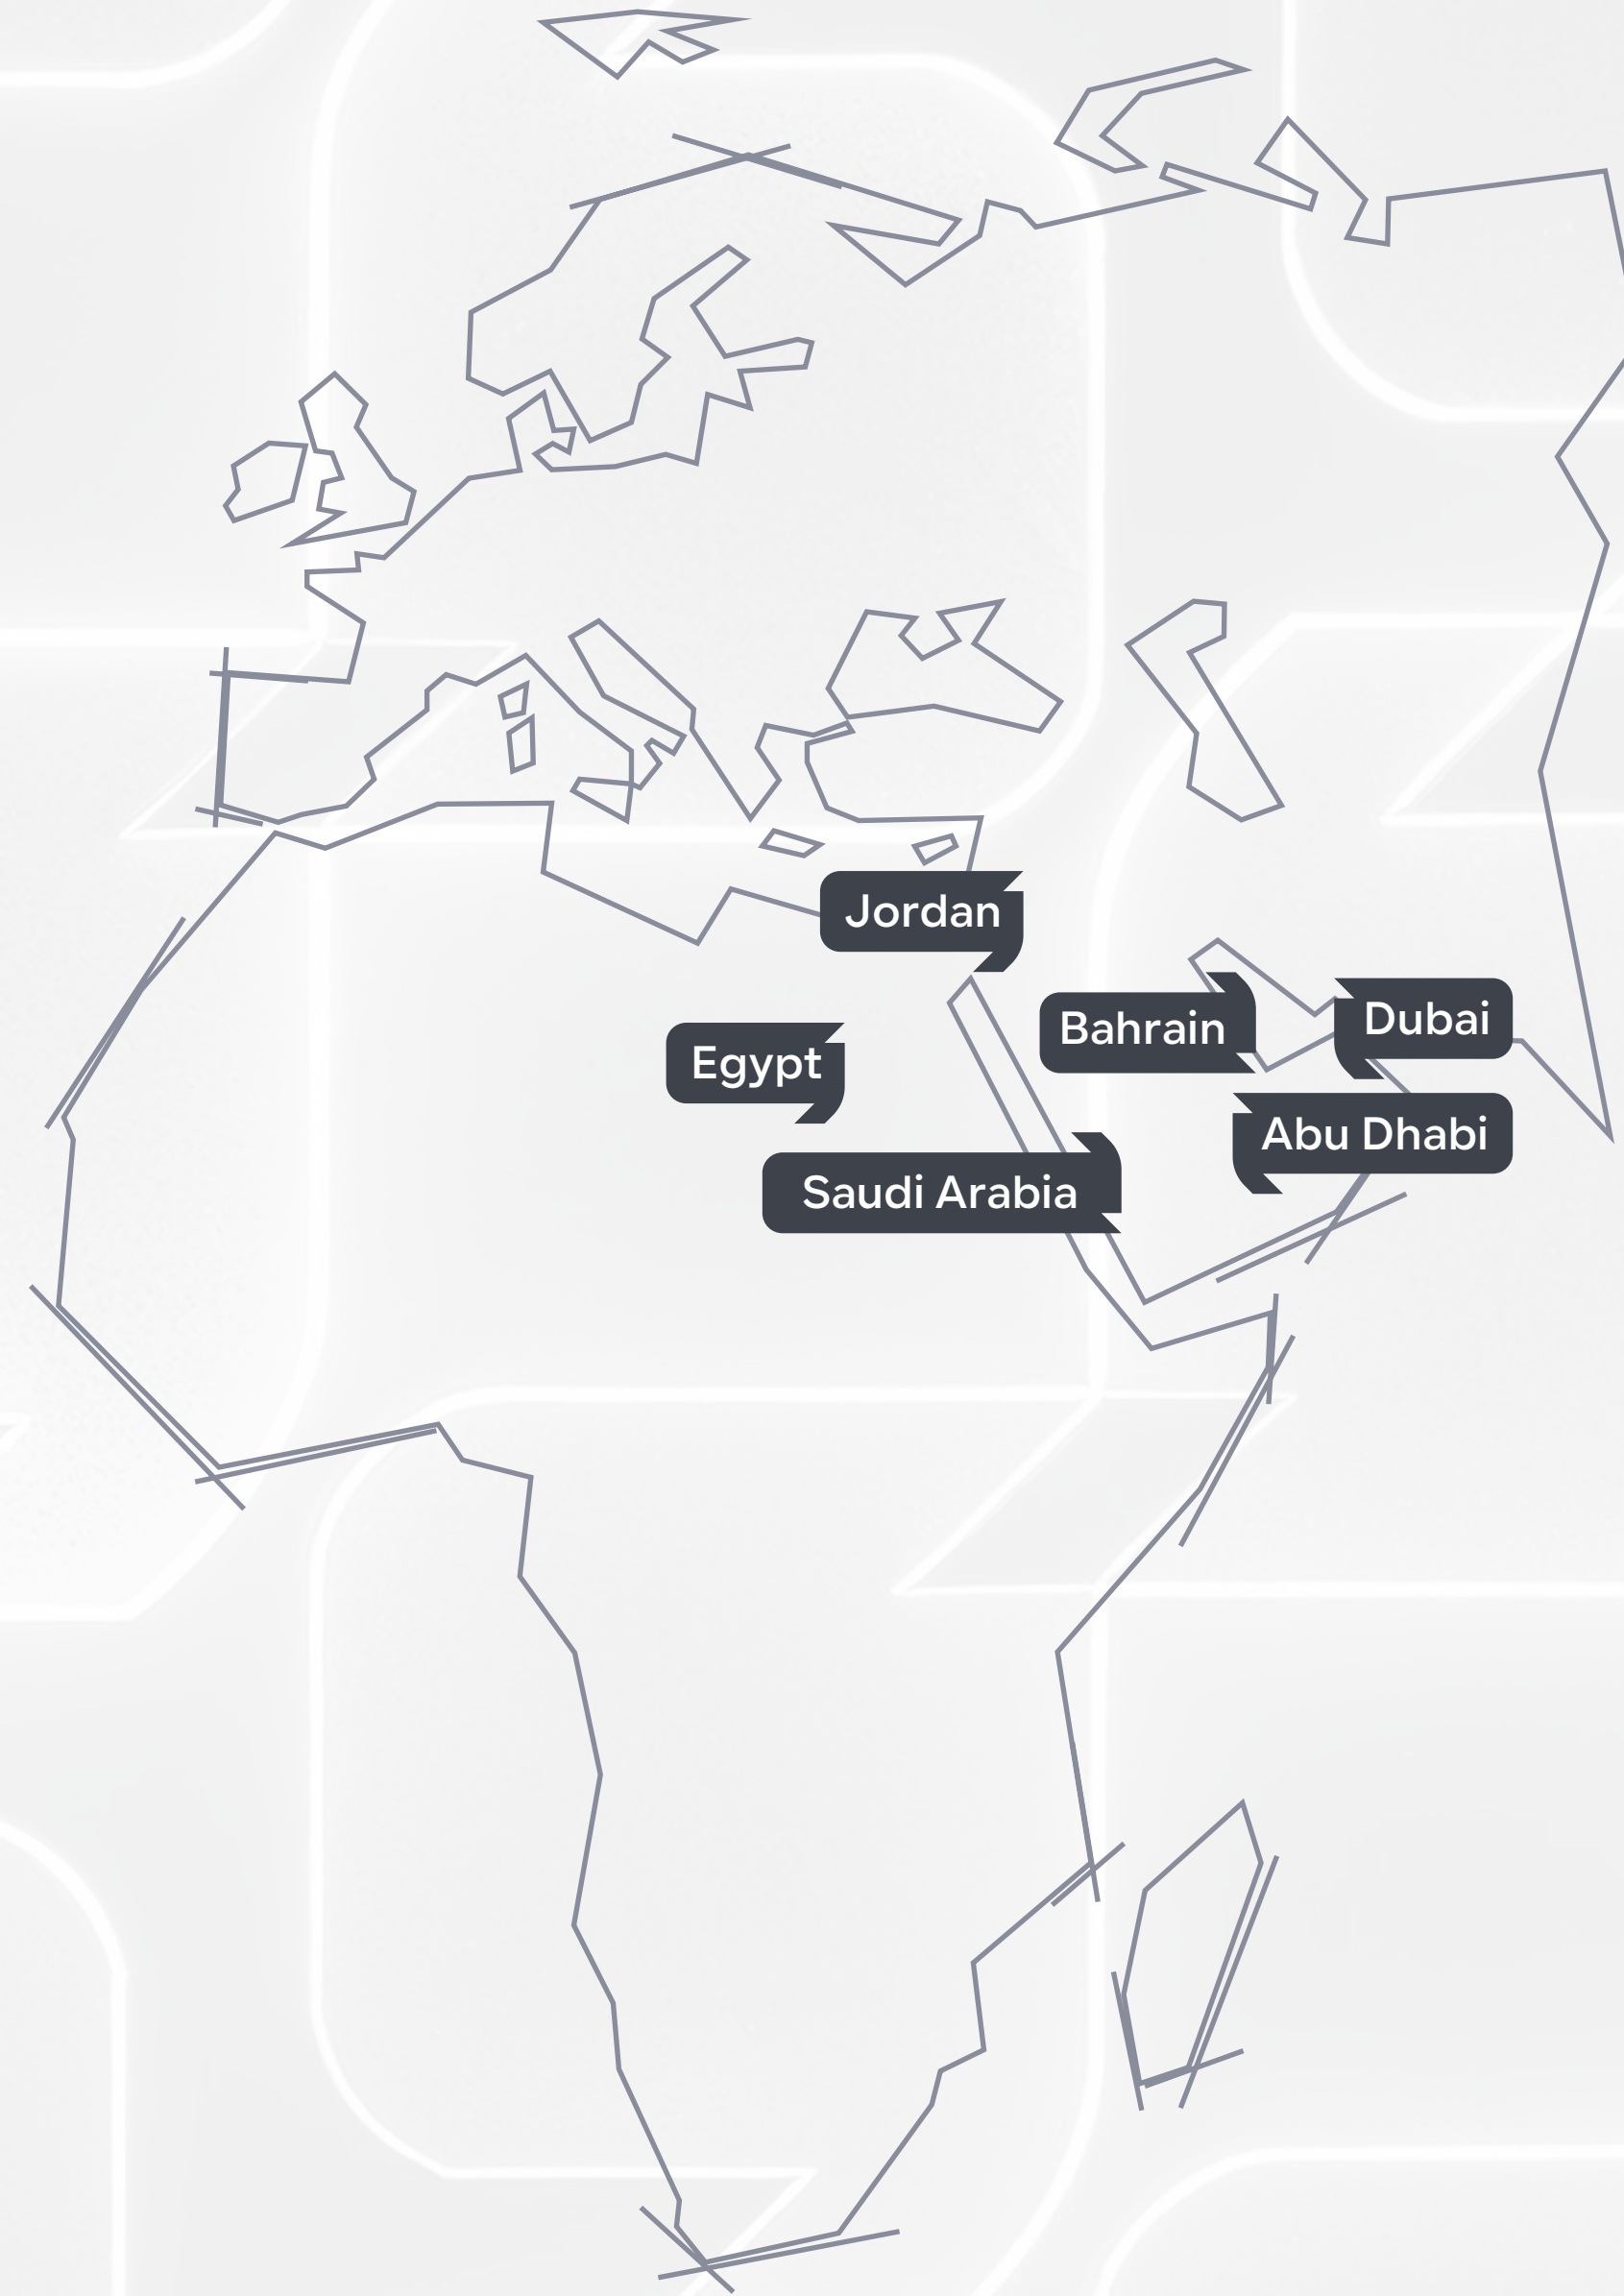 Jordan
Bahrain
Dubai
Egypt
Abu Dhabi
Saudi Arabia